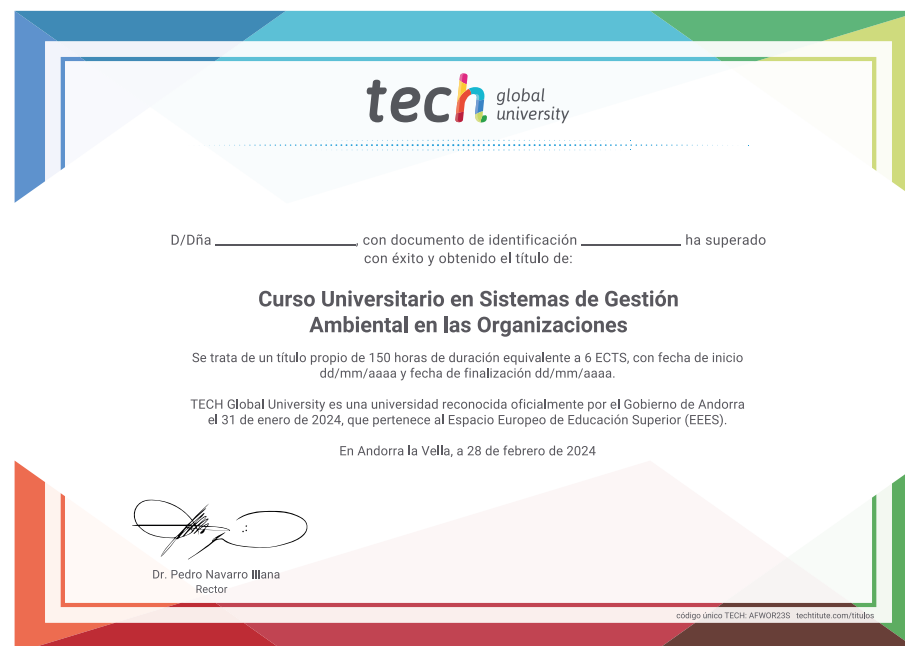 tech global university
D/Dña ____________________, con documento de identificación ______________ ha superado
con éxito y obtenido el título de:
Curso Universitario en Sistemas de Gestión
Ambiental en las Organizaciones
Se trata de un título propio de 150 horas de duración equivalente a 6 ECTS, con fecha de inicio
dd/mm/aaaa y fecha de finalización dd/mm/aaaa.
TECH Global University es una universidad reconocida oficialmente por el Gobierno de Andorra
el 31 de enero de 2024, que pertenece al Espacio Europeo de Educación Superior (EEES).
En Andorra la Vella, a 28 de febrero de 2024
Dr. Pedro Navarro Illana
Rector
código único TECH: AFWOR23S techtitute.com/titulos